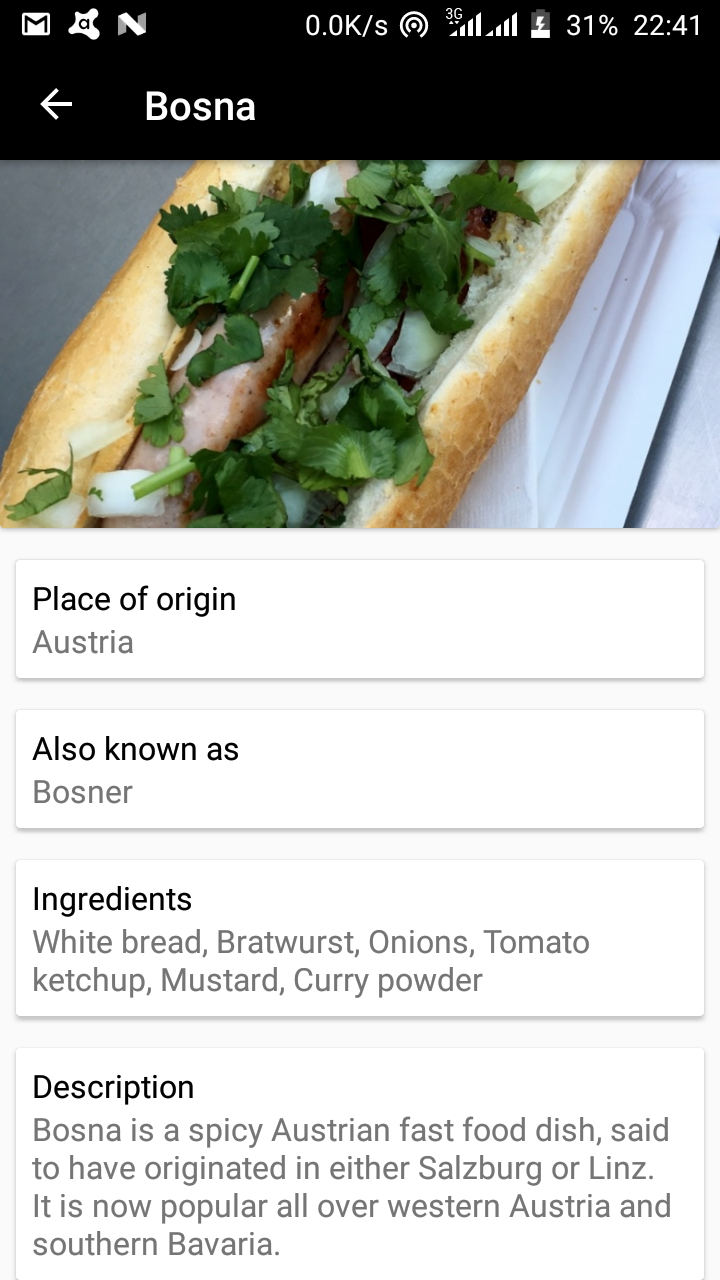 0.0K/s 3G 31% 22:41
Bosna
Place of origin
Austria
Also known as
Bosner
Ingredients
White bread, Bratwurst, Onions, Tomato
ketchup, Mustard, Curry powder
Description
Bosna is a spicy Austrian fast food dish, said
to have originated in either Salzburg or Linz.
It is now popular all over western Austria and
southern Bavaria.